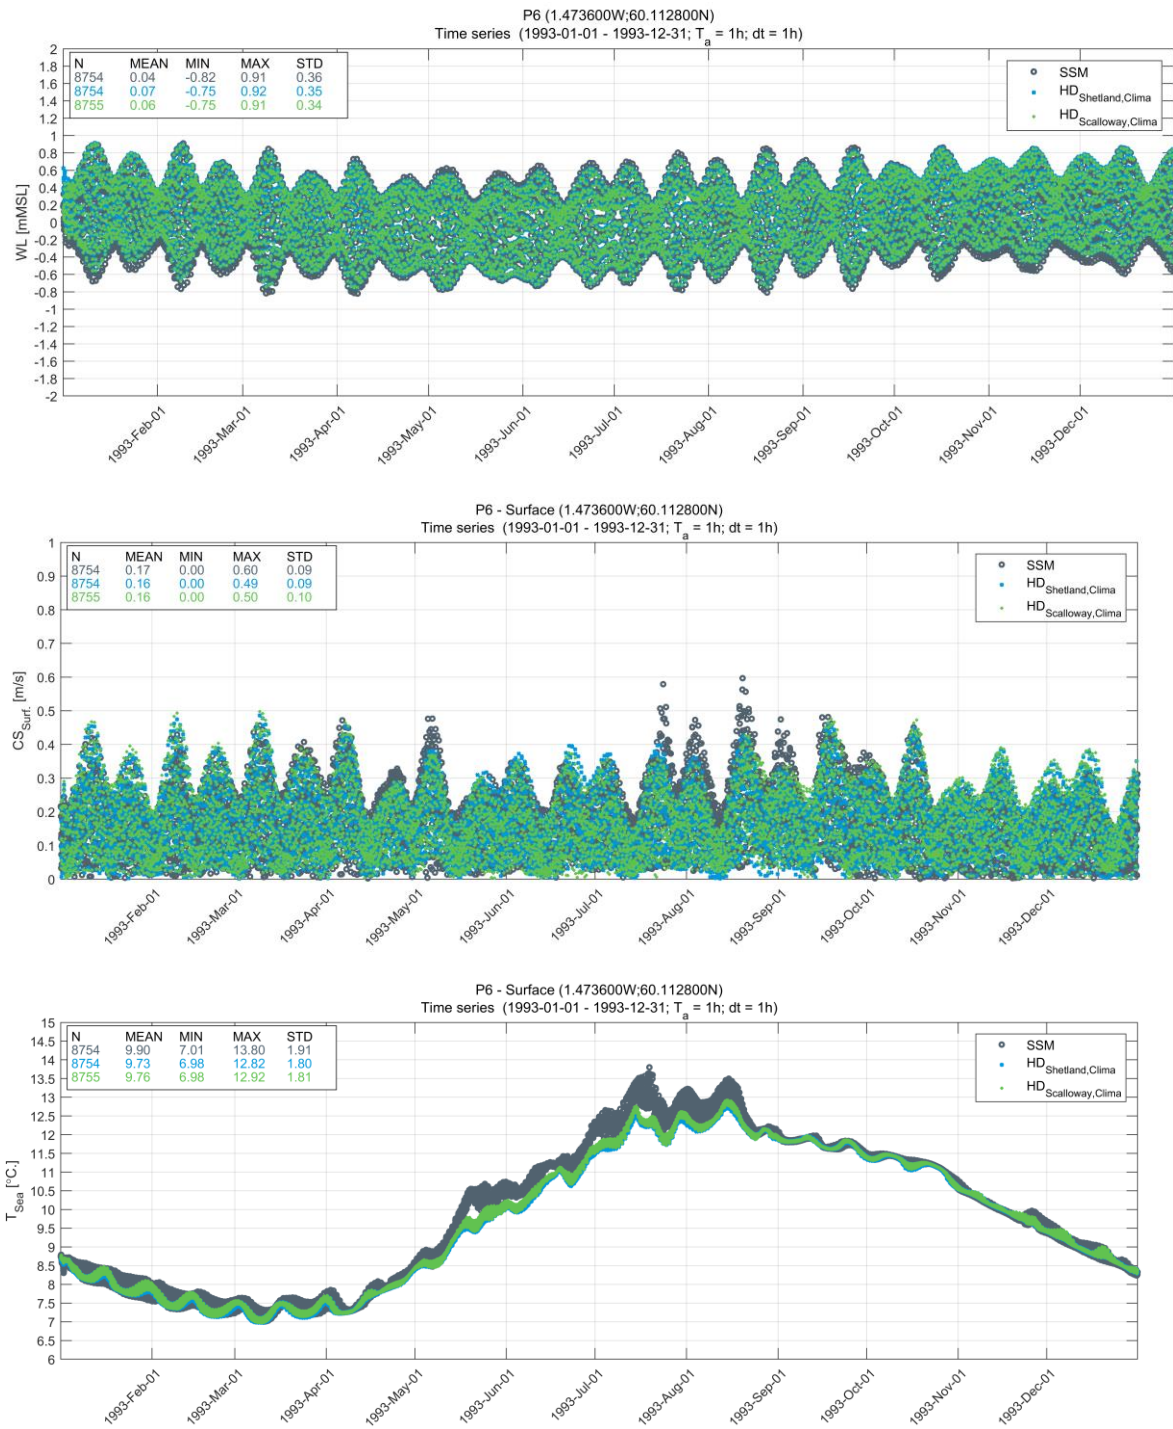 P6 (1.473600W;60.112800N)
Time series (1993-01-01 - 1993-12-31; T_a = 1h; dt = 1h)
N MEAN MIN MAX STD
8754 0.04 -0.82 0.91 0.36
8754 0.07 -0.75 0.92 0.35
8755 0.06 -0.75 0.91 0.34
SSM
HD_Shetland,Clima
HD_Scalloway,Clima
WL [mMSL]
2
1.8
1.6
1.4
1.2
1
0.8
0.6
0.4
0.2
0
-0.2
-0.4
-0.6
-0.8
-1
-1.2
-1.4
-1.6
-1.8
-2
1993-Feb-01 1993-Mar-01 1993-Apr-01 1993-May-01 1993-Jun-01 1993-Jul-01 1993-Aug-01 1993-Sep-01 1993-Oct-01 1993-Nov-01 1993-Dec-01
P6 - Surface (1.473600W;60.112800N)
Time series (1993-01-01 - 1993-12-31; T_a = 1h; dt = 1h)
N MEAN MIN MAX STD
8754 0.17 0.00 0.60 0.09
8754 0.16 0.00 0.49 0.09
8755 0.16 0.00 0.50 0.10
SSM
HD_Shetland,Clima
HD_Scalloway,Clima
CS_Surf. [m/s]
1
0.9
0.8
0.7
0.6
0.5
0.4
0.3
0.2
0.1
0
1993-Feb-01 1993-Mar-01 1993-Apr-01 1993-May-01 1993-Jun-01 1993-Jul-01 1993-Aug-01 1993-Sep-01 1993-Oct-01 1993-Nov-01 1993-Dec-01
P6 - Surface (1.473600W;60.112800N)
Time series (1993-01-01 - 1993-12-31; T_a = 1h; dt = 1h)
N MEAN MIN MAX STD
8754 9.90 7.01 13.80 1.91
8754 9.73 6.98 12.82 1.80
8755 9.76 6.98 12.92 1.81
SSM
HD_Shetland,Clima
HD_Scalloway,Clima
T_Sea [°C.]
15
14.5
14
13.5
13
12.5
12
11.5
11
10.5
10
9.5
9
8.5
8
7.5
7
6.5
6
1993-Feb-01 1993-Mar-01 1993-Apr-01 1993-May-01 1993-Jun-01 1993-Jul-01 1993-Aug-01 1993-Sep-01 1993-Oct-01 1993-Nov-01 1993-Dec-01